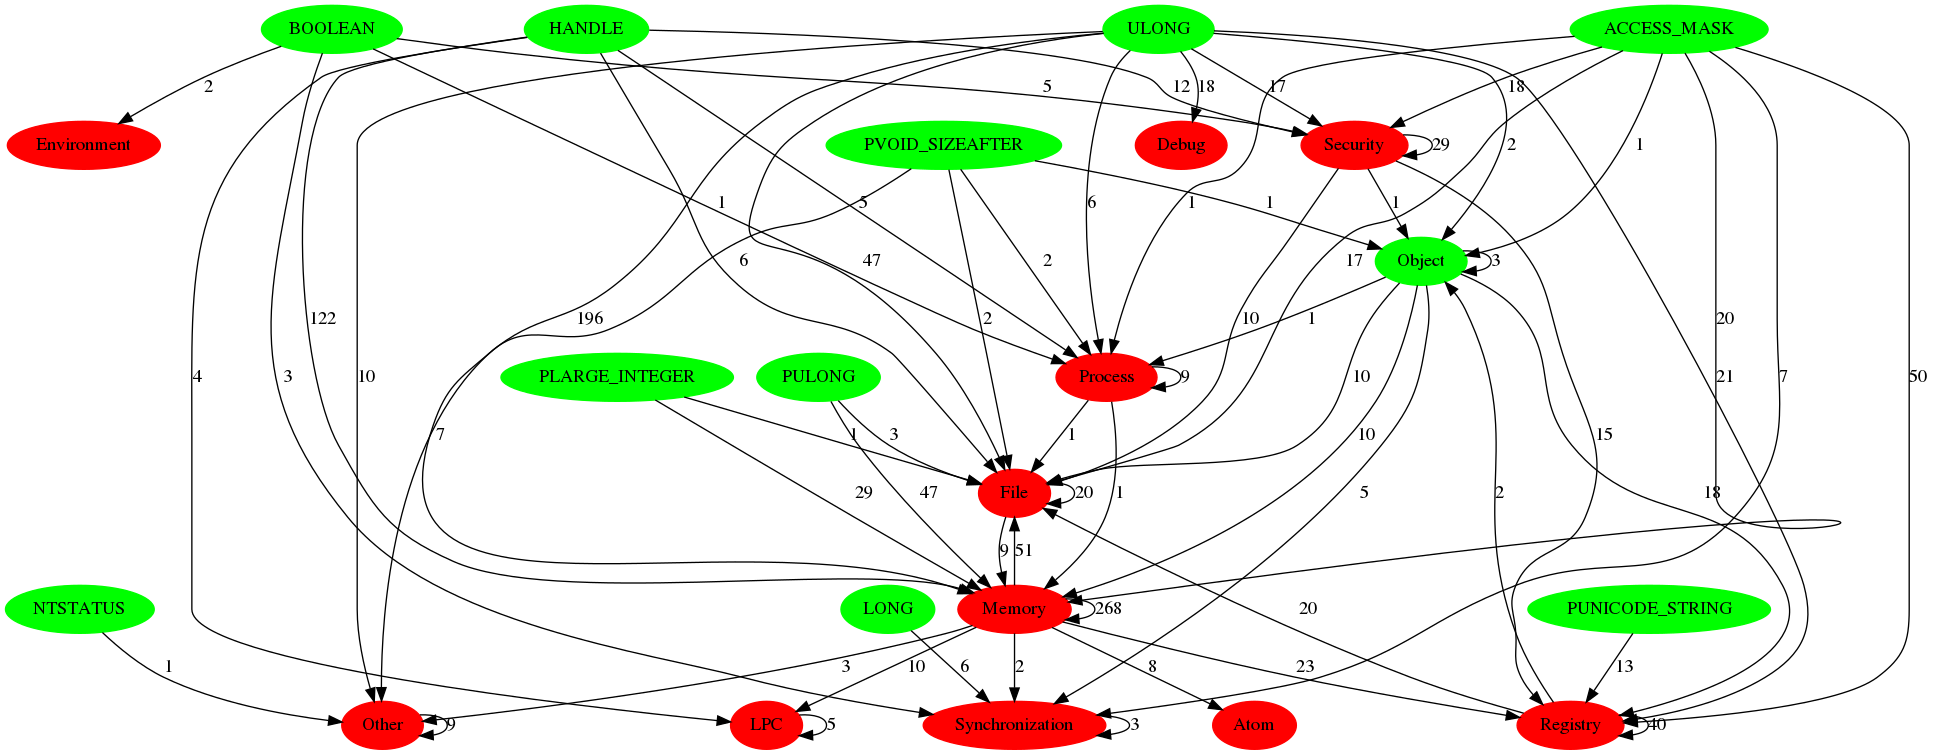 BOOLEAN HANDLE ULONG ACCESS_MASK
2 5 12 18 17 18
Environment PVOID_SIZEAFTER Debug Security 29 2 1
1 5 6 1 1 1
6 47 2 17 Object 3
122 196 2 10 1 20
4 3 10 PLARGE_INTEGER PULONG Process 9 10 21 7 50
7 1 3 1 10 15
29 47 File 20 1 5 2 18
9 51
NTSTATUS LONG Memory 268 20 PUNICODE_STRING
1 3 10 6 2 8 23 13
Other 9 LPC 5 Synchronization 3 Atom Registry 40